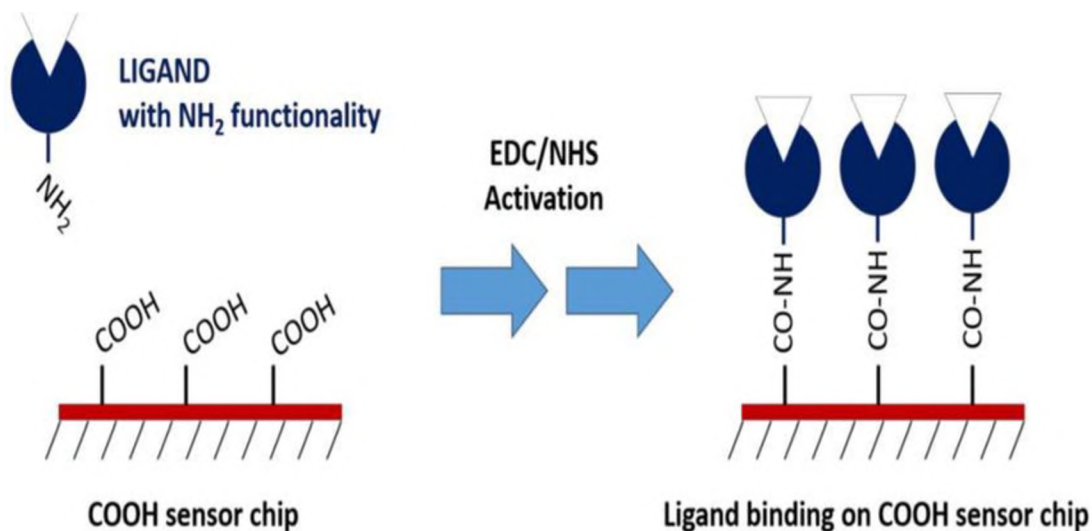 LIGAND
with NH₂ functionality
NH₂
EDC/NHS
Activation
COOH
COOH
COOH
CO-NH
CO-NH
CO-NH
COOH sensor chip
Ligand binding on COOH sensor chip